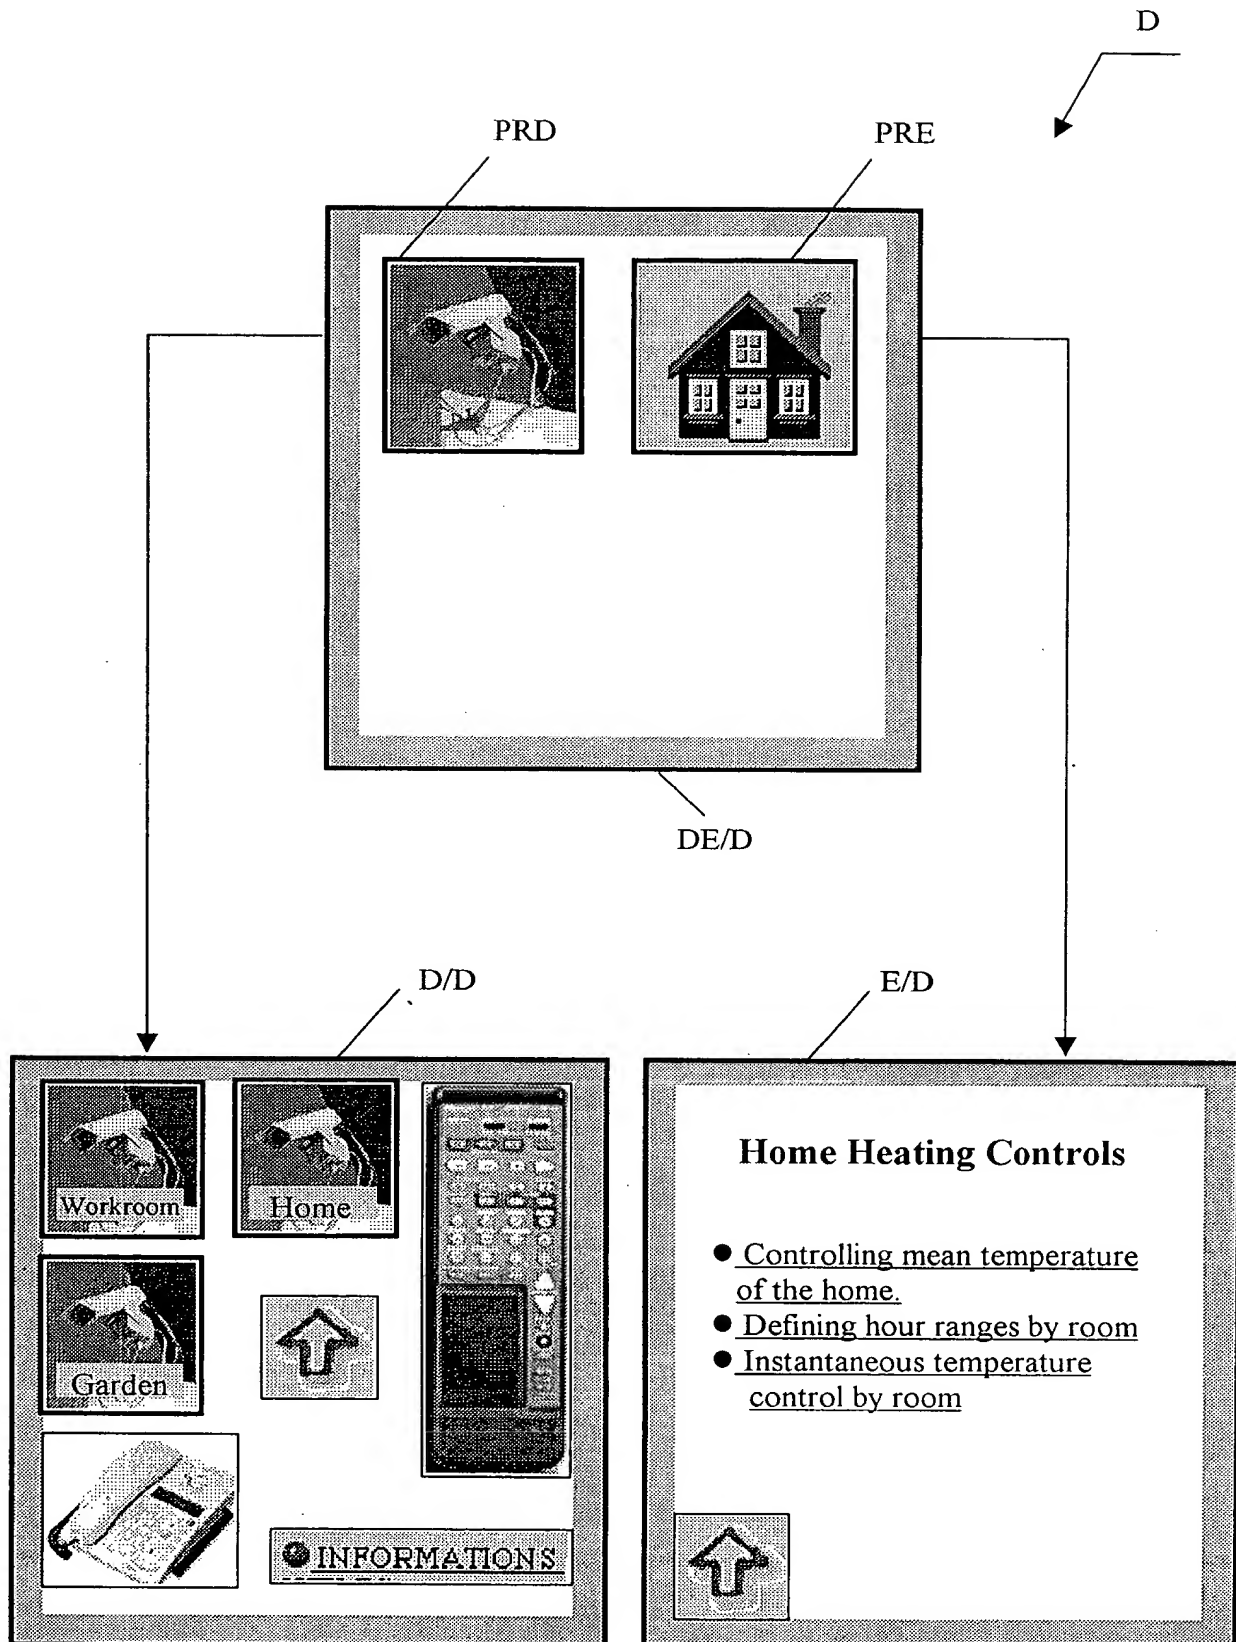 D
PRD
PRE
DE/D
D/D
E/D
Workroom
Home
Garden
INFORMATIONS
Home Heating Controls
● Controlling mean temperature
of the home.
● Defining hour ranges by room
● Instantaneous temperature
control by room